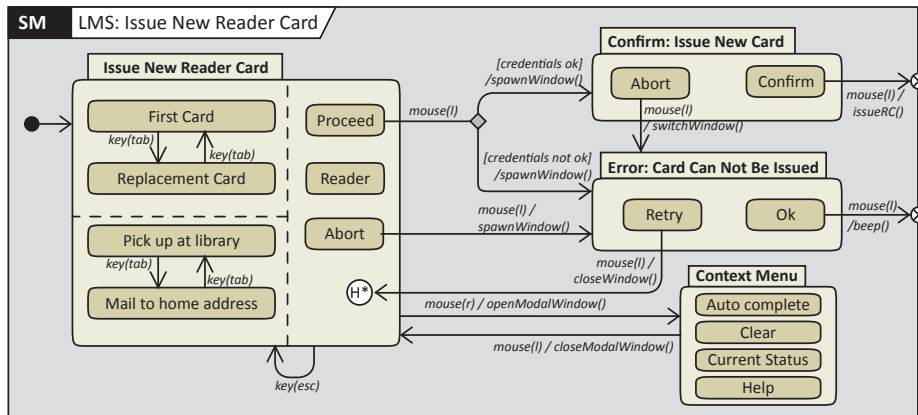 SM LMS: Issue New Reader Card
Issue New Reader Card
First Card
key(tab)
key(tab)
Replacement Card
Pick up at library
key(tab)
key(tab)
Mail to home address
Proceed
Reader
Abort
H*
key(esc)
mouse(l)
[credentials ok]
/spawnWindow()
[credentials not ok]
/spawnWindow()
mouse(l) /
spawnWindow()
Confirm: Issue New Card
Abort
Confirm
mouse(l) /
issueRC()
mouse(l)
/ switchWindow()
Error: Card Can Not Be Issued
Retry
Ok
mouse(l)
/beep()
mouse(l) /
closeWindow()
mouse(r) / openModalWindow()
mouse(l) / closeModalWindow()
Context Menu
Auto complete
Clear
Current Status
Help